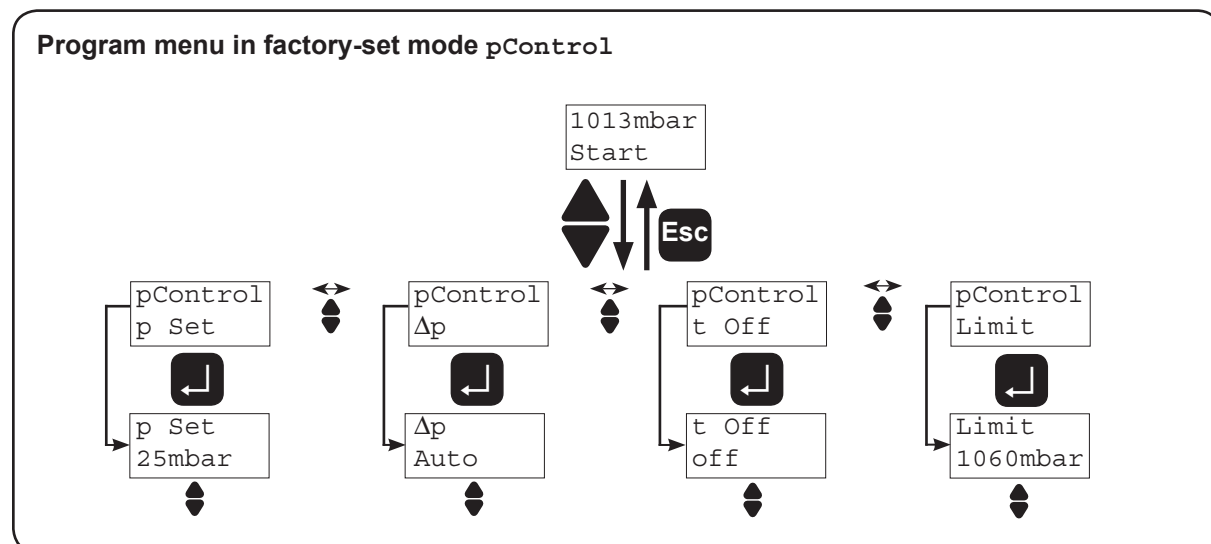 Program menu in factory-set mode pControl
1013mbar
Start
Esc
pControl
p Set
pControl
Δp
pControl
t Off
pControl
Limit
p Set
25mbar
Δp
Auto
t Off
off
Limit
1060mbar